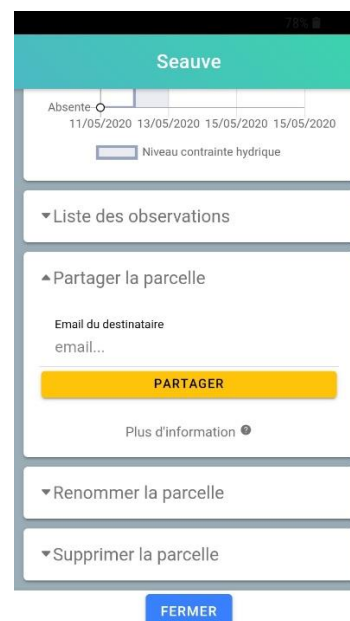 78%
Seauve
Absente
11/05/2020 13/05/2020 15/05/2020 15/05/2020
Niveau contrainte hydrique
Liste des observations
Partager la parcelle
Email du destinataire
email...
PARTAGER
Plus d'information ?
Renommer la parcelle
Supprimer la parcelle
FERMER